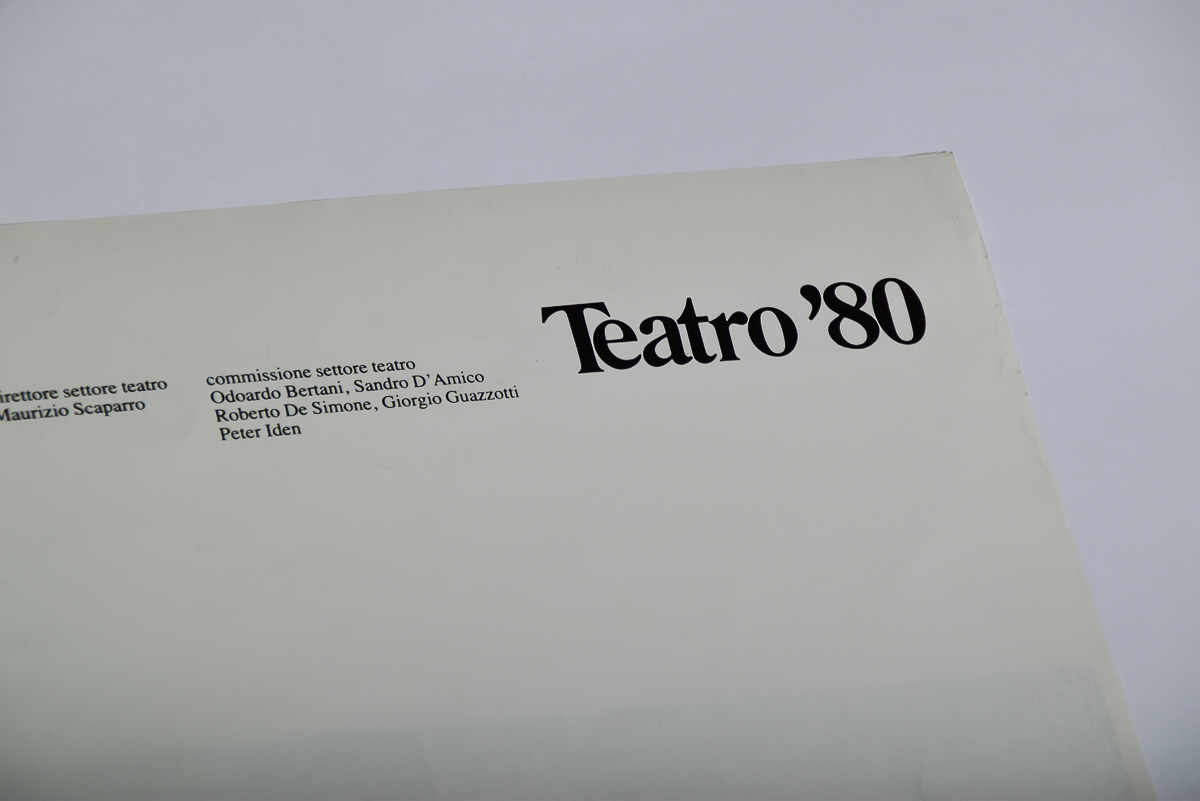 irettore settore teatro
Maurizio Scaparro
commissione settore teatro
Odoardo Bertani, Sandro D'Amico
Roberto De Simone, Giorgio Guazzotti
Peter Iden
Teatro '80